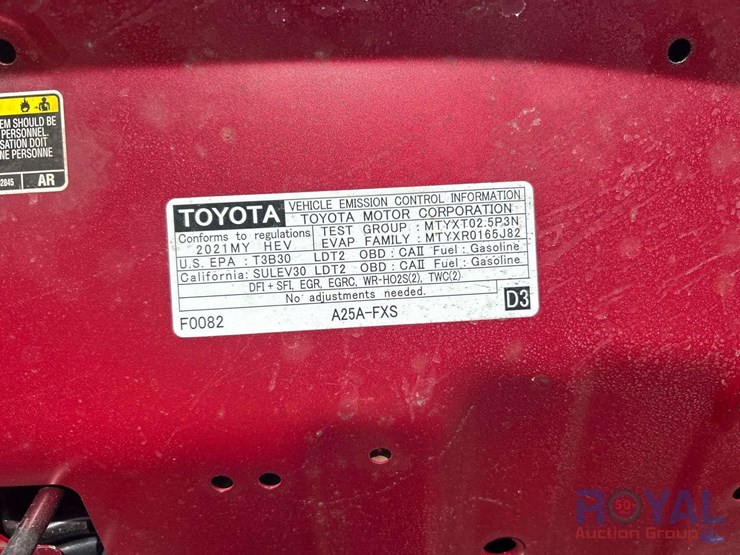 EM SHOULD BE
PERSONNEL.
SATION DOIT
NE PERSONNE
2845 AR
TOYOTA
VEHICLE EMISSION CONTROL INFORMATION
TOYOTA MOTOR CORPORATION
Conforms to regulations
2021MY HEV
TEST GROUP : MTYXT02.5P3N
EVAP FAMILY : MTYXR0165J82
U.S. EPA : T3B30 LDT2 OBD : CAII Fuel : Gasoline
California: SULEV30 LDT2 OBD : CAII Fuel : Gasoline
DFI + SFI, EGR, EGRC, WR-HO2S(2), TWC(2)
No adjustments needed.
F0082 A25A-FXS D3
ROYAL
Auction Group